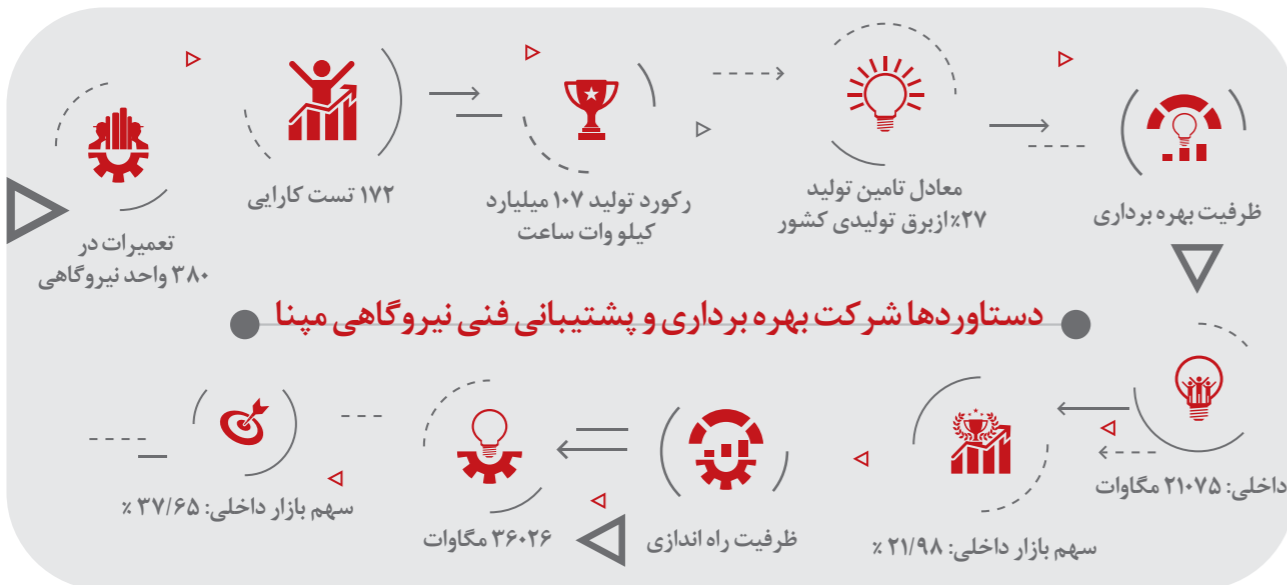 تعمیرات در
۳۸۰ واحد نیروگاهی
۱۷۲ تست کارایی
رکورد تولید ۱۰۷ میلیارد
کیلو وات ساعت
معادل تامین تولید
۲۷٪ ازبرق تولیدی کشور
ظرفیت بهره برداری
دستاوردها شرکت بهره برداری و پشتیبانی فنی نیروگاهی مپنا
داخلی: ۲۱۰۷۵ مگاوات
سهم بازار داخلی: ۲۱/۹۸ ٪
ظرفیت راه اندازی
۳۶۰۲۶ مگاوات
سهم بازار داخلی: ۳۷/۶۵ ٪